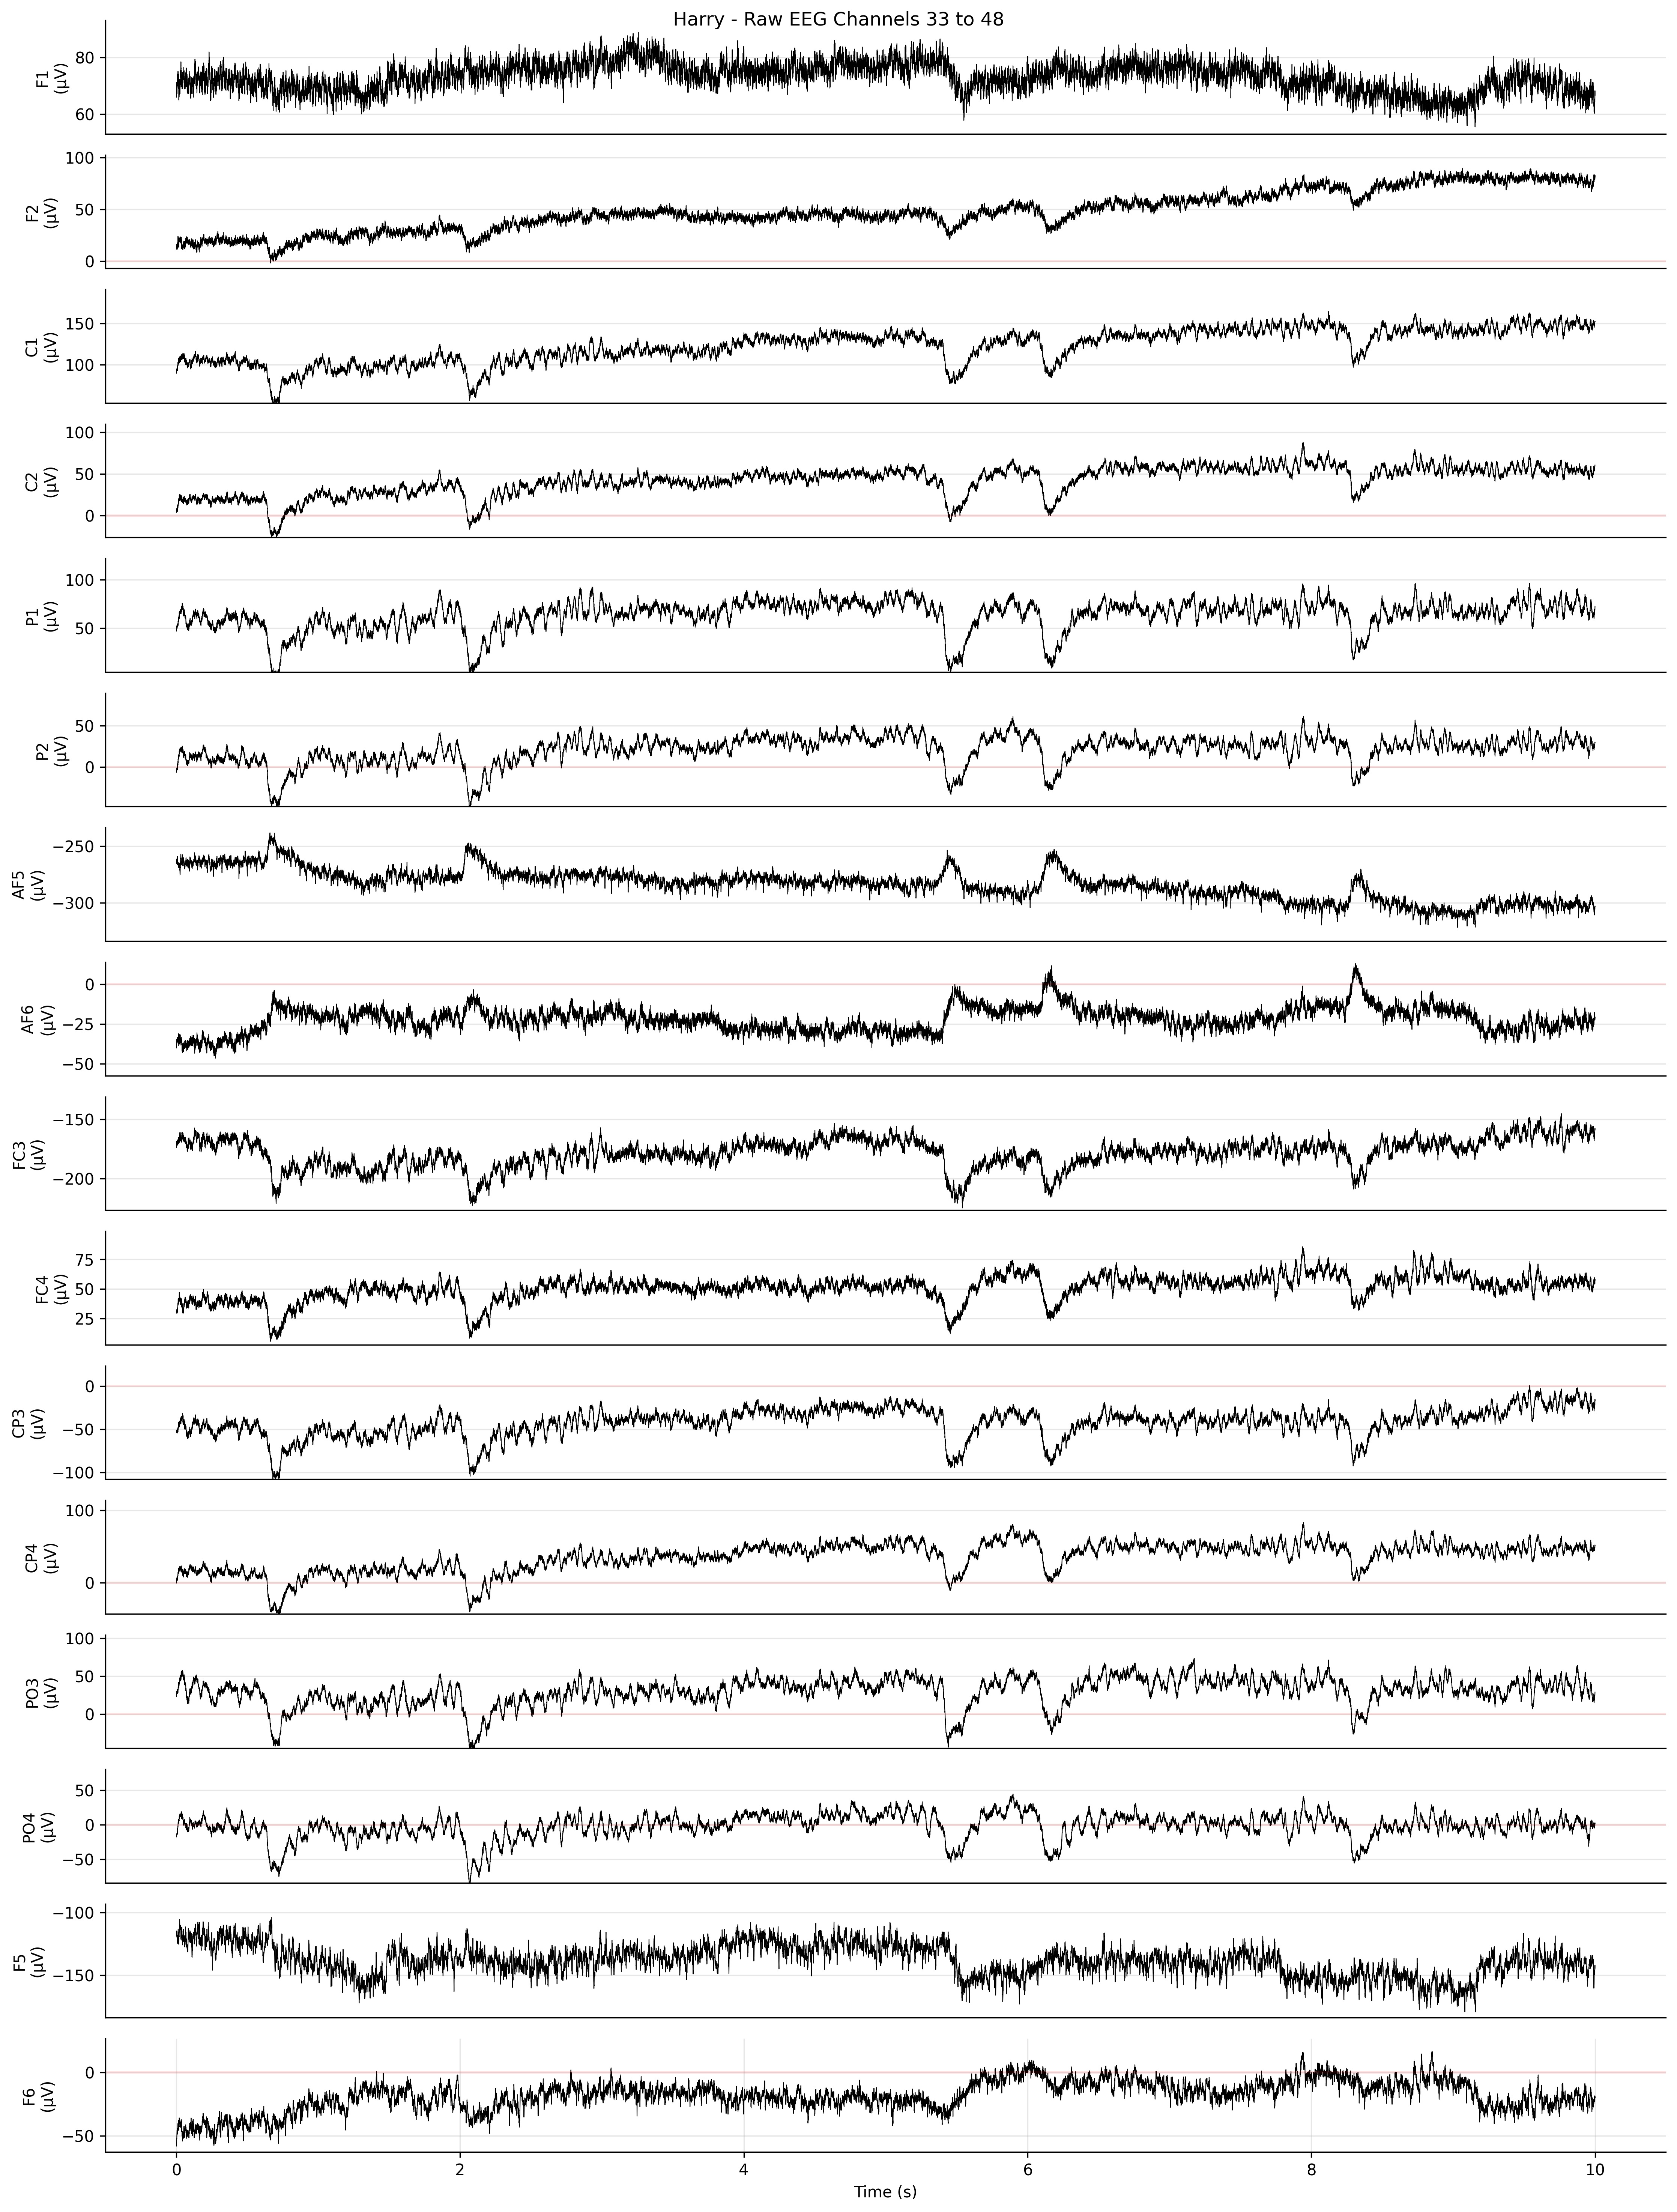 Harry - Raw EEG Channels 33 to 48
F1
(µV)
80
60
F2
(µV)
100
50
0
C1
(µV)
150
100
C2
(µV)
100
50
0
P1
(µV)
100
50
P2
(µV)
50
0
AF5
(µV)
−250
−300
AF6
(µV)
0
−25
−50
FC3
(µV)
−150
−200
FC4
(µV)
75
50
25
CP3
(µV)
0
−50
−100
CP4
(µV)
100
0
PO3
(µV)
100
50
0
PO4
(µV)
50
0
−50
F5
(µV)
−100
−150
F6
(µV)
0
−50
0 2 4 6 8 10
Time (s)